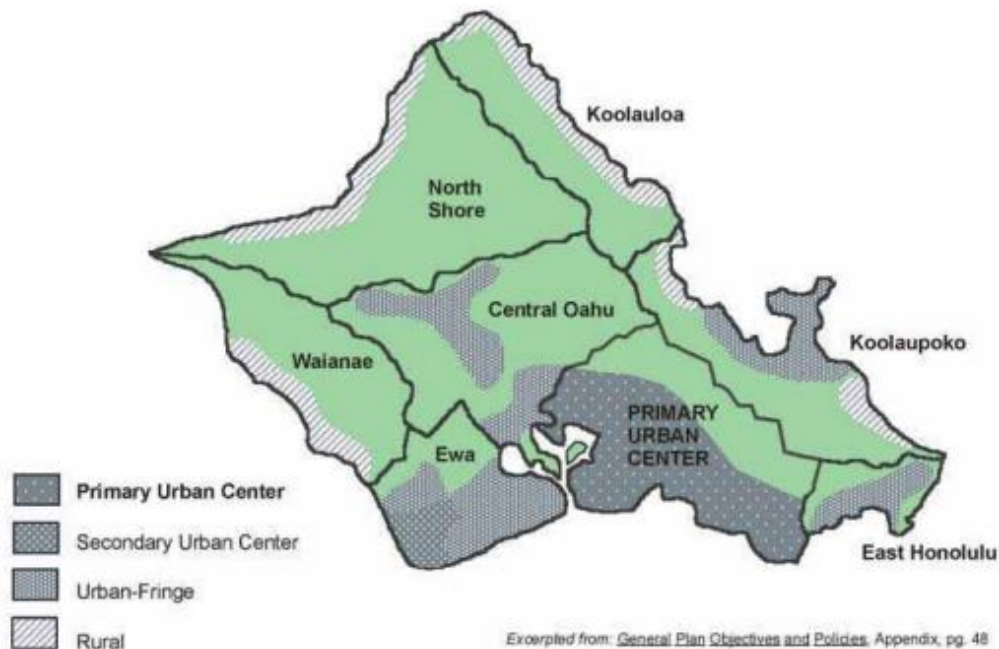 Koolauloa
North
Shore
Central Oahu
Koolaupoko
Waianae
PRIMARY
URBAN
CENTER
Ewa
East Honolulu
Primary Urban Center
Secondary Urban Center
Urban-Fringe
Rural
Excerpted from: General Plan Objectives and Policies, Appendix, pg. 48